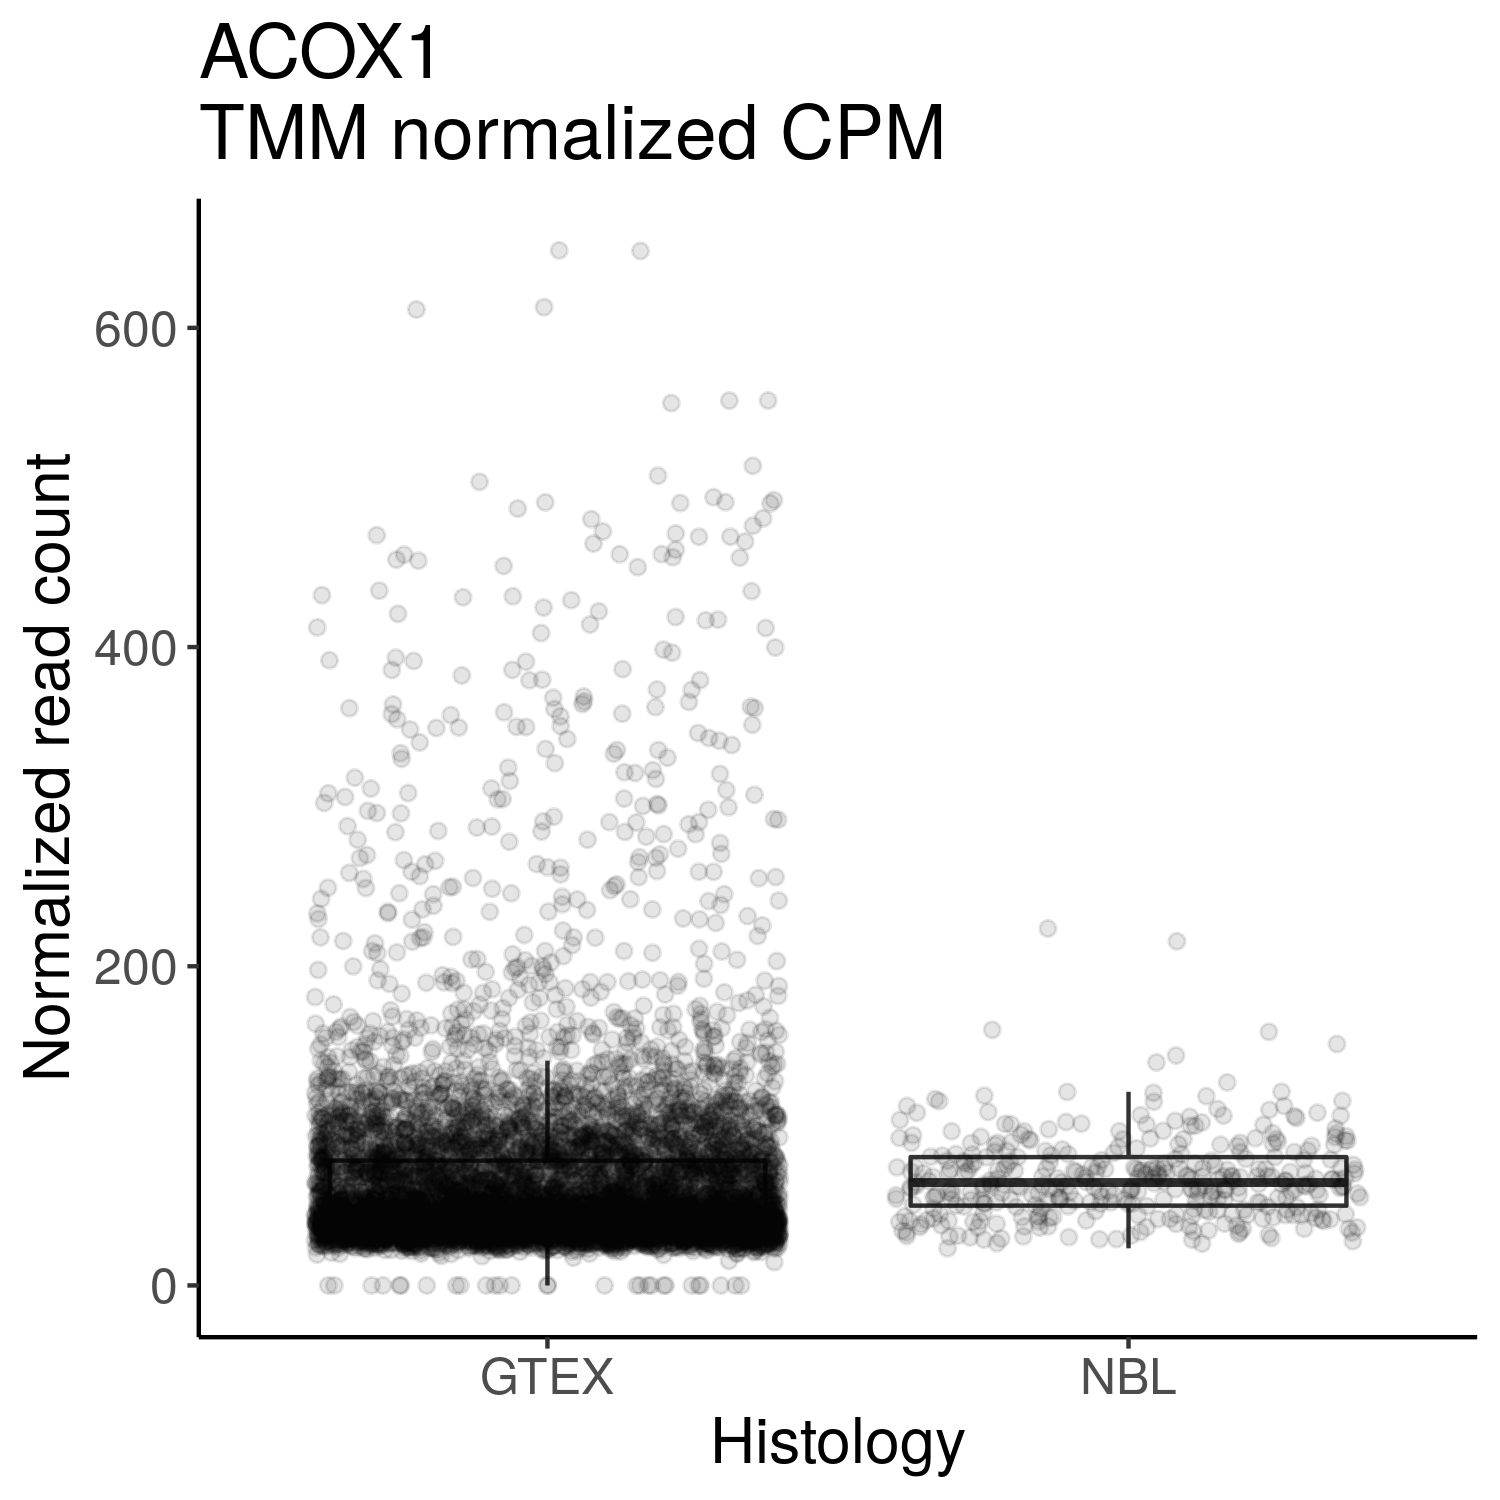 ACOX1
TMM normalized CPM
Normalized read count
600
400
200
0
GTEX
NBL
Histology